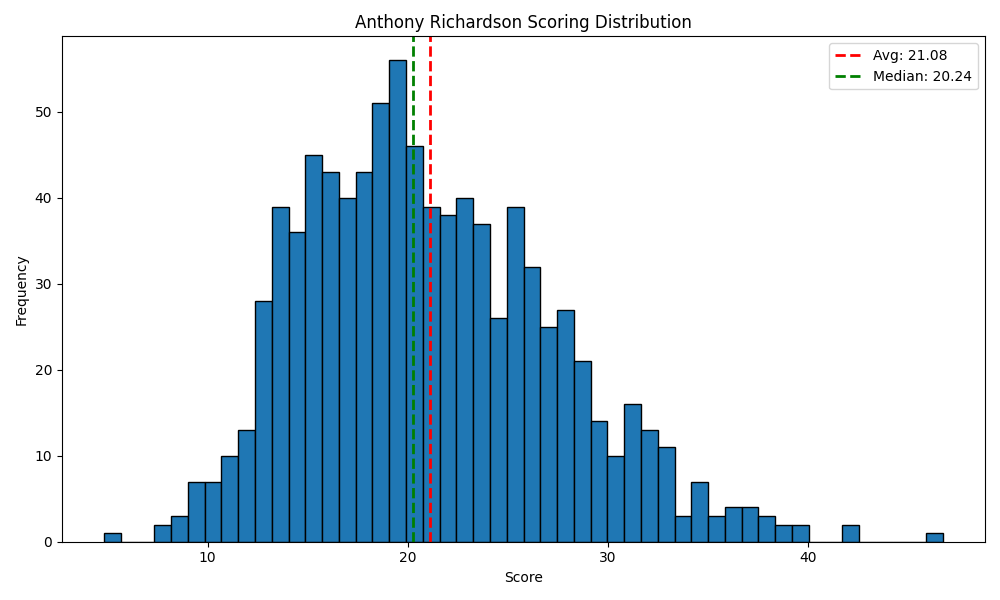 Anthony Richardson Scoring Distribution
Avg: 21.08
Median: 20.24
Frequency
50
40
30
20
10
0
10 20 30 40
Score